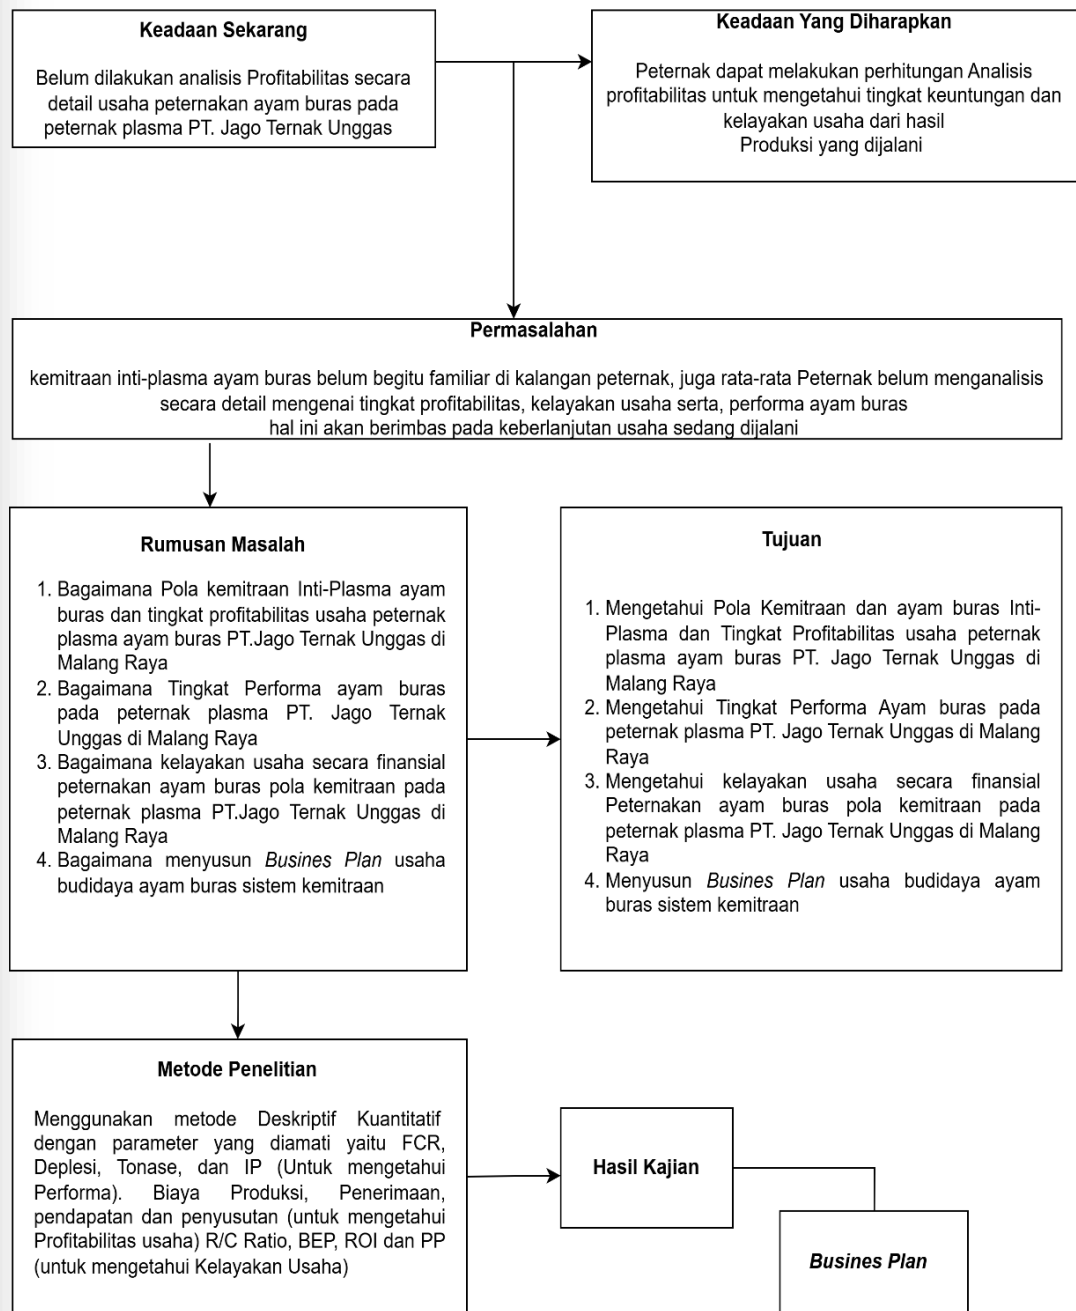 Keadaan Sekarang
Belum dilakukan analisis Profitabilitas secara
detail usaha peternakan ayam buras pada
peternak plasma PT. Jago Ternak Unggas
Keadaan Yang Diharapkan
Peternak dapat melakukan perhitungan Analisis
profitabilitas untuk mengetahui tingkat keuntungan dan
kelayakan usaha dari hasil
Produksi yang dijalani
Permasalahan
kemitraan inti-plasma ayam buras belum begitu familiar di kalangan peternak, juga rata-rata Peternak belum menganalisis
secara detail mengenai tingkat profitabilitas, kelayakan usaha serta, performa ayam buras
hal ini akan berimbas pada keberlanjutan usaha sedang dijalani
Rumusan Masalah
1. Bagaimana Pola kemitraan Inti-Plasma ayam
buras dan tingkat profitabilitas usaha peternak
plasma ayam buras PT.Jago Ternak Unggas di
Malang Raya
2. Bagaimana Tingkat Performa ayam buras
pada peternak plasma PT. Jago Ternak
Unggas di Malang Raya
3. Bagaimana kelayakan usaha secara finansial
peternakan ayam buras pola kemitraan pada
peternak plasma PT.Jago Ternak Unggas di
Malang Raya
4. Bagaimana menyusun Busines Plan usaha
budidaya ayam buras sistem kemitraan
Tujuan
1. Mengetahui Pola Kemitraan dan ayam buras Inti-
Plasma dan Tingkat Profitabilitas usaha peternak
plasma ayam buras PT. Jago Ternak Unggas di
Malang Raya
2. Mengetahui Tingkat Performa Ayam buras pada
peternak plasma PT. Jago Ternak Unggas di Malang
Raya
3. Mengetahui kelayakan usaha secara finansial
Peternakan ayam buras pola kemitraan pada
peternak plasma PT. Jago Ternak Unggas di Malang
Raya
4. Menyusun Busines Plan usaha budidaya ayam
buras sistem kemitraan
Metode Penelitian
Menggunakan metode Deskriptif Kuantitatif
dengan parameter yang diamati yaitu FCR,
Deplesi, Tonase, dan IP (Untuk mengetahui
Performa). Biaya Produksi, Penerimaan,
pendapatan dan penyusutan (untuk mengetahui
Profitabilitas usaha) R/C Ratio, BEP, ROI dan PP
(untuk mengetahui Kelayakan Usaha)
Hasil Kajian
Busines Plan